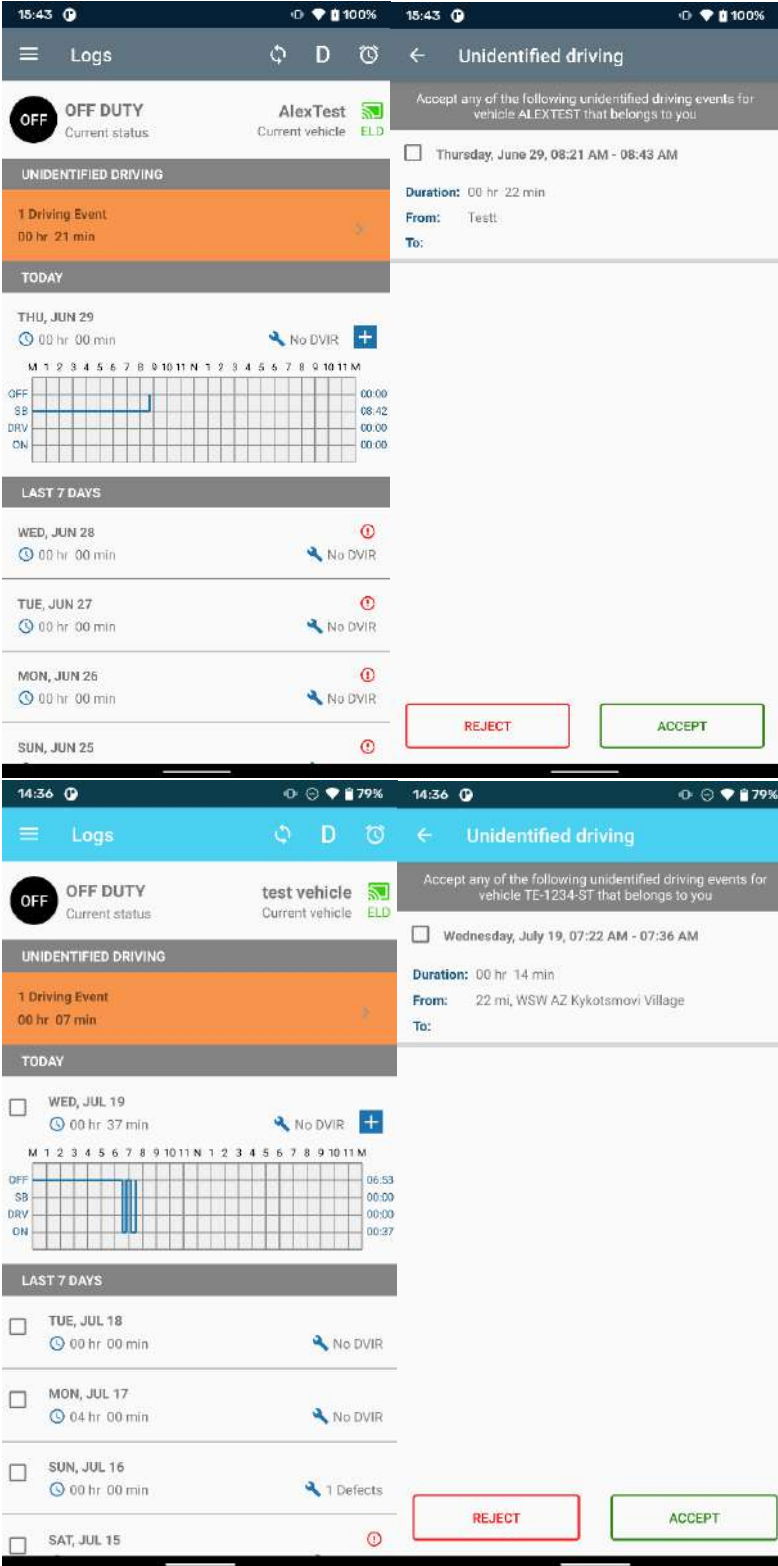 15:43 100%
Logs D
OFF
OFF DUTY
Current status
AlexTest
Current vehicle
ELD
UNIDENTIFIED DRIVING
1 Driving Event
00 hr 21 min
TODAY
THU, JUN 29
00 hr 00 min
No DVIR
M 1 2 3 4 5 6 7 8 9 10 11 N 1 2 3 4 5 6 7 8 9 10 11 M
OFF 00:00
SB 08:42
DRV 00:00
ON 00:00
LAST 7 DAYS
WED, JUN 28
00 hr 00 min
No DVIR
TUE, JUN 27
00 hr 00 min
No DVIR
MON, JUN 26
00 hr 00 min
No DVIR
SUN, JUN 25
15:43 100%
Unidentified driving
Accept any of the following unidentified driving events for
vehicle ALEXTEST that belongs to you
Thursday, June 29, 08:21 AM - 08:43 AM
Duration: 00 hr 22 min
From: Testt
To:
REJECT
ACCEPT
14:36 79%
Logs D
OFF
OFF DUTY
Current status
test vehicle
Current vehicle
ELD
UNIDENTIFIED DRIVING
1 Driving Event
00 hr 07 min
TODAY
WED, JUL 19
00 hr 37 min
No DVIR
M 1 2 3 4 5 6 7 8 9 10 11 N 1 2 3 4 5 6 7 8 9 10 11 M
OFF 06:53
SB 00:00
DRV 00:00
ON 00:37
LAST 7 DAYS
TUE, JUL 18
00 hr 00 min
No DVIR
MON, JUL 17
04 hr 00 min
No DVIR
SUN, JUL 16
00 hr 00 min
1 Defects
SAT, JUL 15
14:36 79%
Unidentified driving
Accept any of the following unidentified driving events for
vehicle TE-1234-ST that belongs to you
Wednesday, July 19, 07:22 AM - 07:36 AM
Duration: 00 hr 14 min
From: 22 mi, WSW AZ Kykotsmovi Village
To:
REJECT
ACCEPT